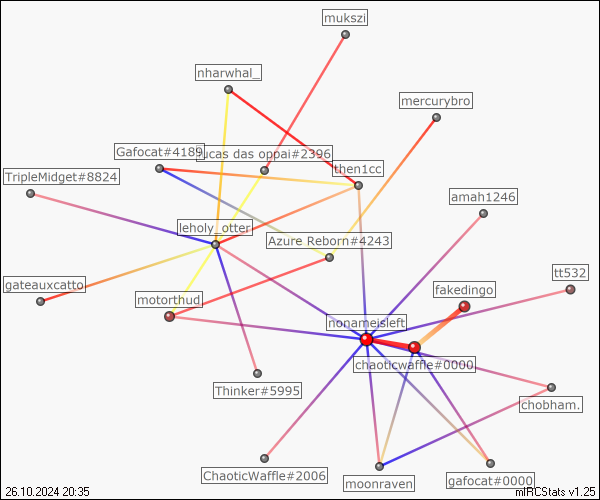 mukszi
nharwhal_
mercurybro
Gafocat#4189
ucas das oppai#2396
then1cc
TripleMidget#8824
amah1246
leholy_otter
Azure Reborn#4243
tt532
gateauxcatto
fakedingo
motorthud
nonameisleft
chaoticwaffle#0000
Thinker#5995
chobham.
ChaoticWaffle#2006
moonraven
gafocat#0000
26.10.2024 20:35
mIRCStats v1.25